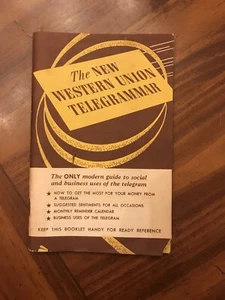 The NEW
WESTERN UNION
TELEGRAMMAR
The ONLY modern guide to social
and business uses of the telegram
★ HOW TO GET THE MOST FOR YOUR MONEY FROM
A TELEGRAM
★ SUGGESTED SENTIMENTS FOR ALL OCCASIONS
★ MONTHLY REMINDER CALENDAR
★ BUSINESS USES OF THE TELEGRAM
KEEP THIS BOOKLET HANDY FOR READY REFERENCE